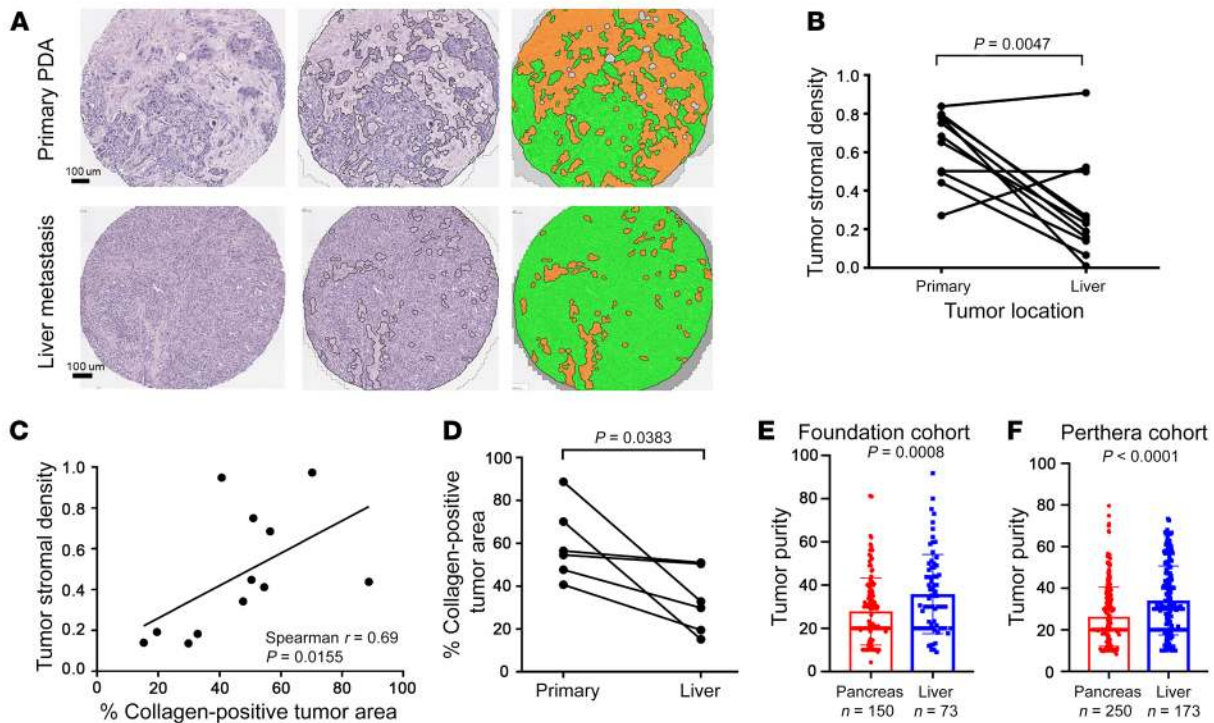 A
Primary PDA
100 um
Liver metastasis
100 um
B
P = 0.0047
Tumor stromal density
1.0
0.8
0.6
0.4
0.2
0.0
Primary Liver
Tumor location
C
Tumor stromal density
1.0
0.8
0.6
0.4
0.2
0.0
Spearman r = 0.69
P = 0.0155
0 20 40 60 80 100
% Collagen-positive tumor area
D
P = 0.0383
% Collagen-positive
tumor area
100
80
60
40
20
0
Primary Liver
E Foundation cohort
P = 0.0008
Tumor purity
100
80
60
40
20
0
Pancreas Liver
n = 150 n = 73
F Perthera cohort
P < 0.0001
Tumor purity
100
80
60
40
20
0
Pancreas Liver
n = 250 n = 173